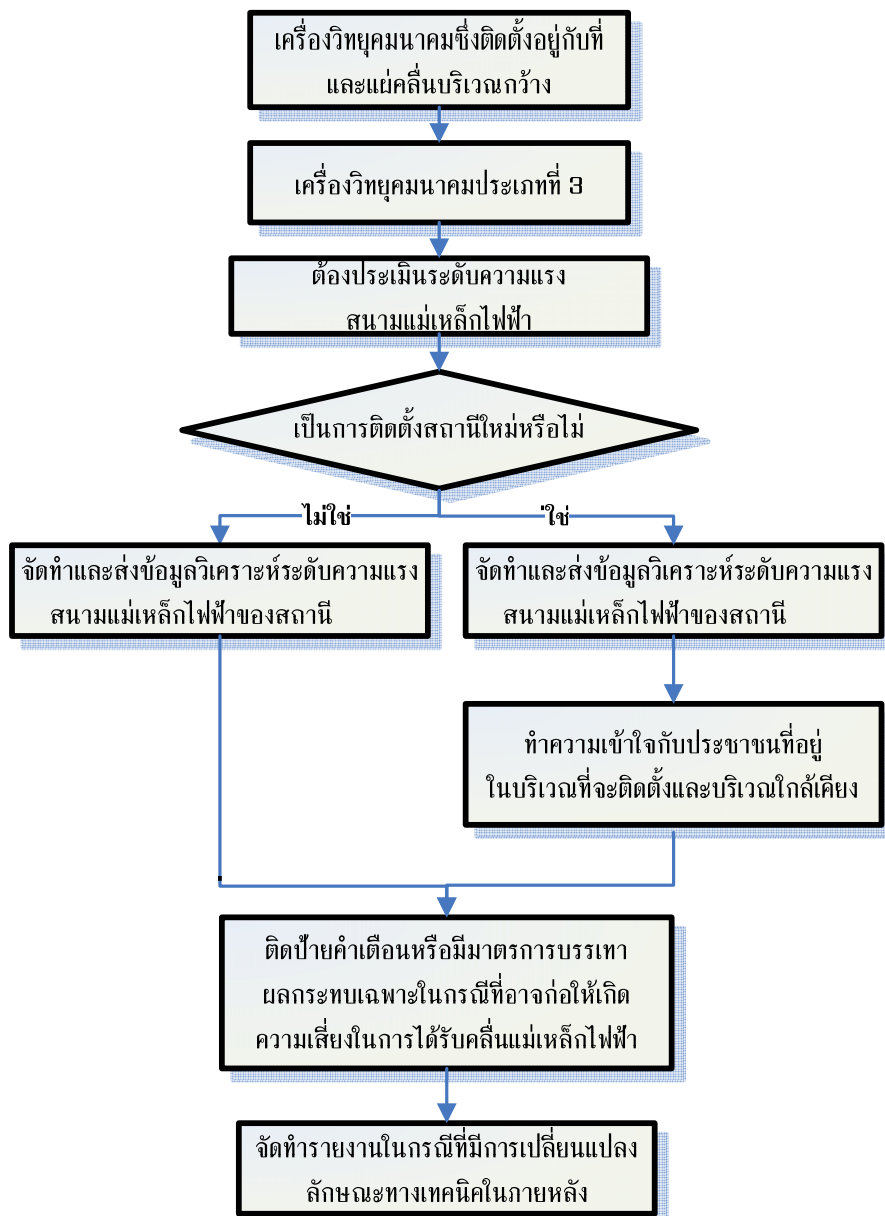 เครื่องวิทยุคมนาคมซึ่งติดตั้งอยู่กับที่
และแผ่คลื่นบริเวณกว้าง
เครื่องวิทยุคมนาคมประเภทที่ 3
ต้องประเมินระดับความแรง
สนามแม่เหล็กไฟฟ้า
เป็นการติดตั้งสถานีใหม่หรือไม่
ไม่ใช่
ใช่
จัดทำและส่งข้อมูลวิเคราะห์ระดับความแรง
สนามแม่เหล็กไฟฟ้าของสถานี
จัดทำและส่งข้อมูลวิเคราะห์ระดับความแรง
สนามแม่เหล็กไฟฟ้าของสถานี
ทำความเข้าใจกับประชาชนที่อยู่
ในบริเวณที่จะติดตั้งและบริเวณใกล้เคียง
ติดป้ายคำเตือนหรือมีมาตรการบรรเทา
ผลกระทบเฉพาะในกรณีที่อาจก่อให้เกิด
ความเสี่ยงในการได้รับคลื่นแม่เหล็กไฟฟ้า
จัดทำรายงานในกรณีที่มีการเปลี่ยนแปลง
ลักษณะทางเทคนิคในภายหลัง